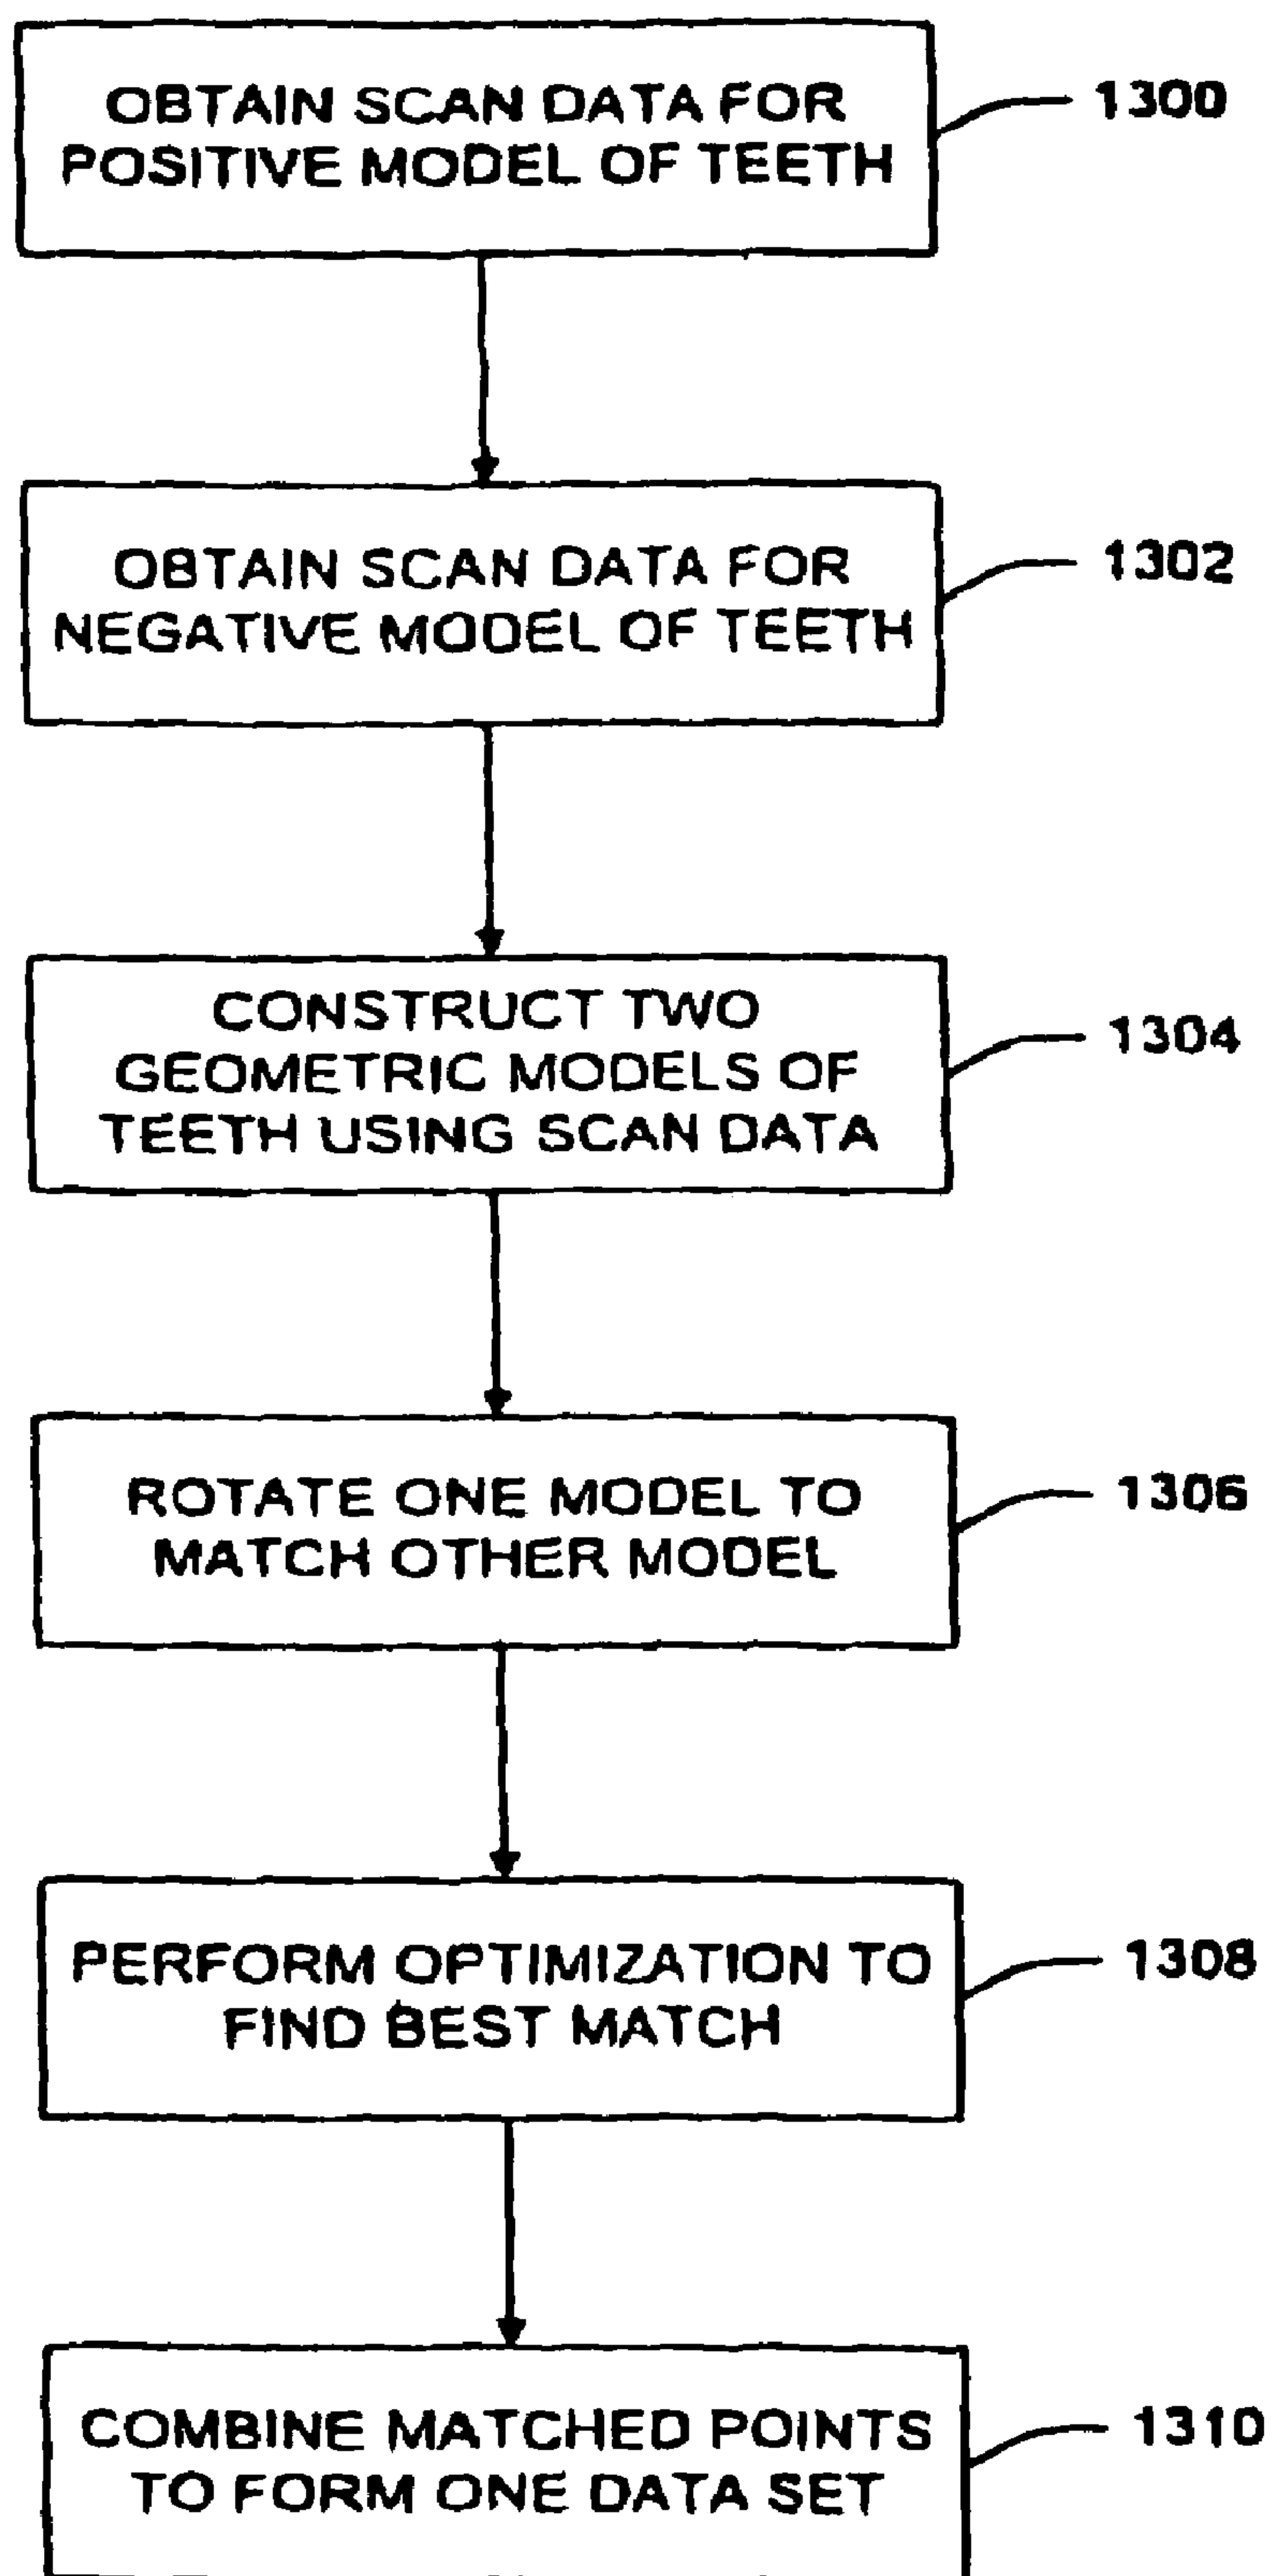 OBTAIN SCAN DATA FOR
POSITIVE MODEL OF TEETH
1300
OBTAIN SCAN DATA FOR
NEGATIVE MODEL OF TEETH
1302
CONSTRUCT TWO
GEOMETRIC MODELS OF
TEETH USING SCAN DATA
1304
ROTATE ONE MODEL TO
MATCH OTHER MODEL
1306
PERFORM OPTIMIZATION TO
FIND BEST MATCH
1308
COMBINE MATCHED POINTS
TO FORM ONE DATA SET
1310